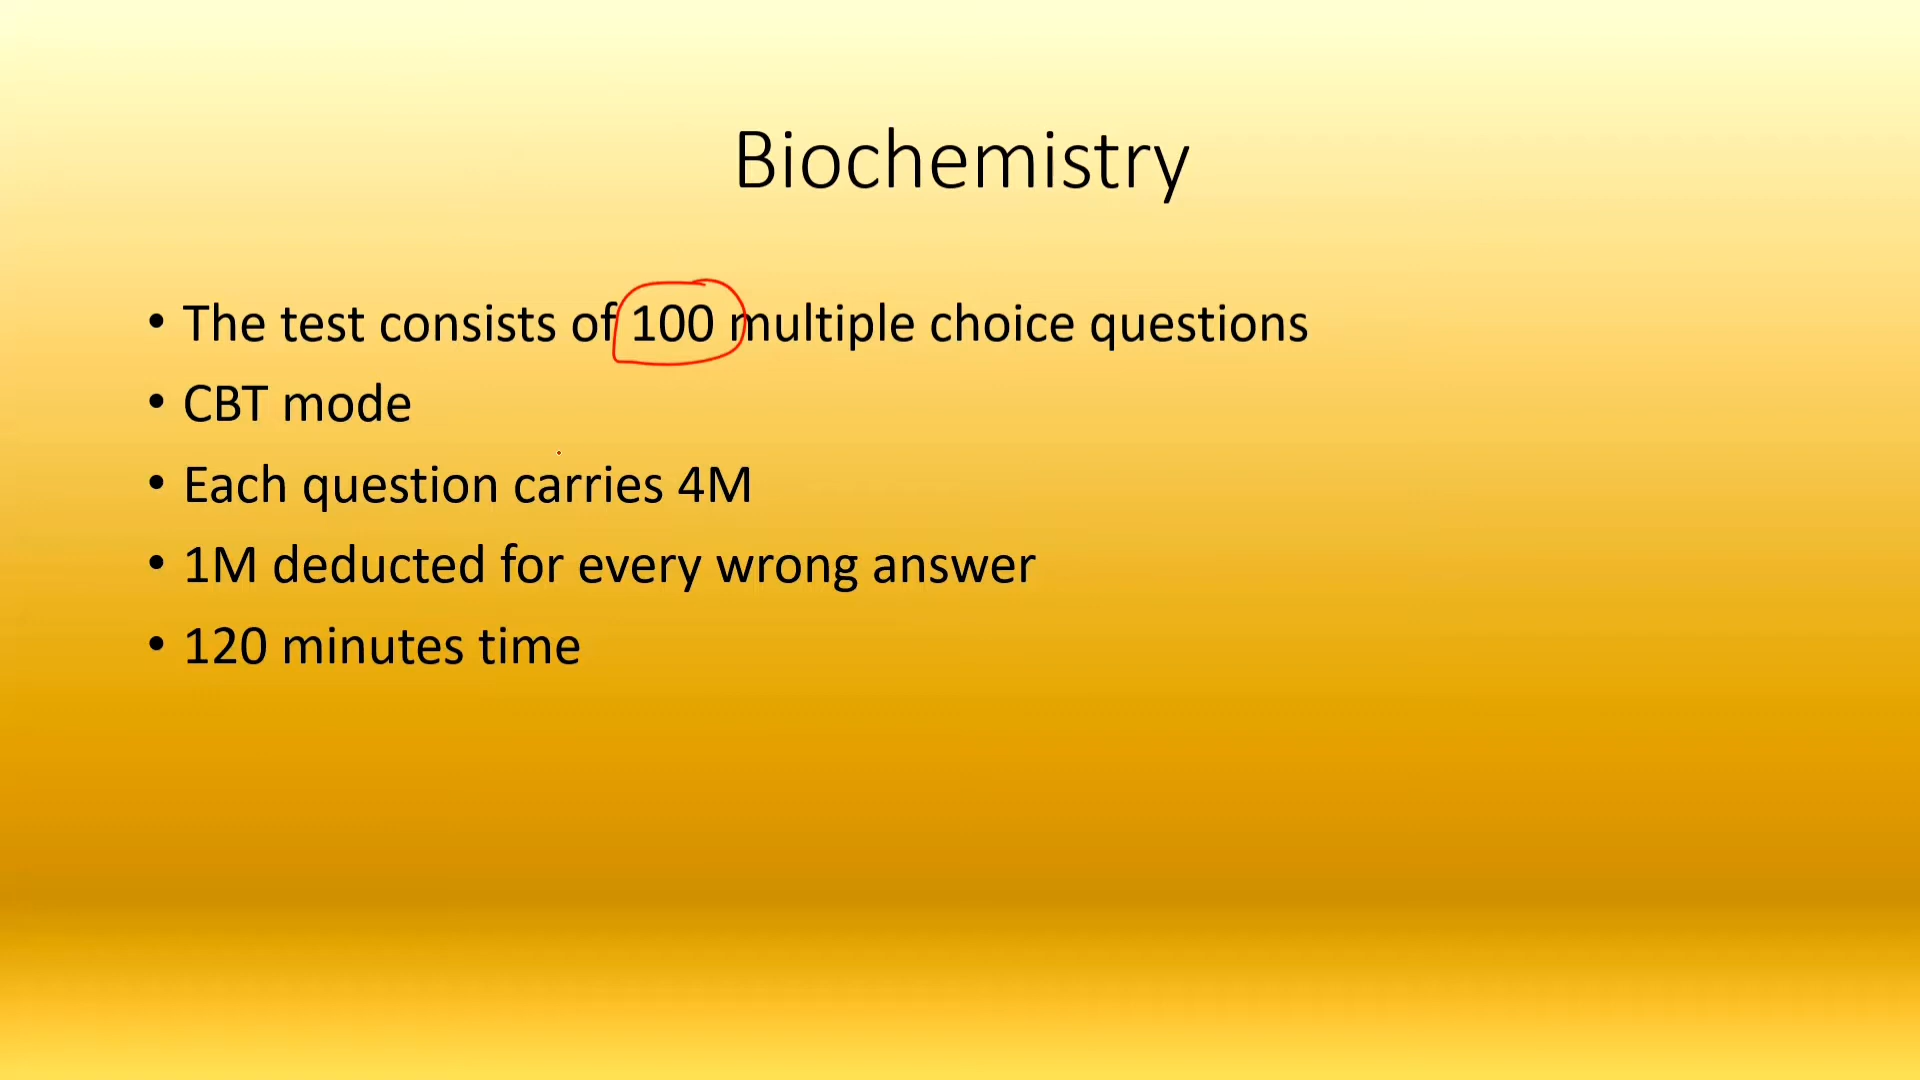 Biochemistry
• The test consists of 100 multiple choice questions
• CBT mode
• Each question carries 4M
• 1M deducted for every wrong answer
• 120 minutes time